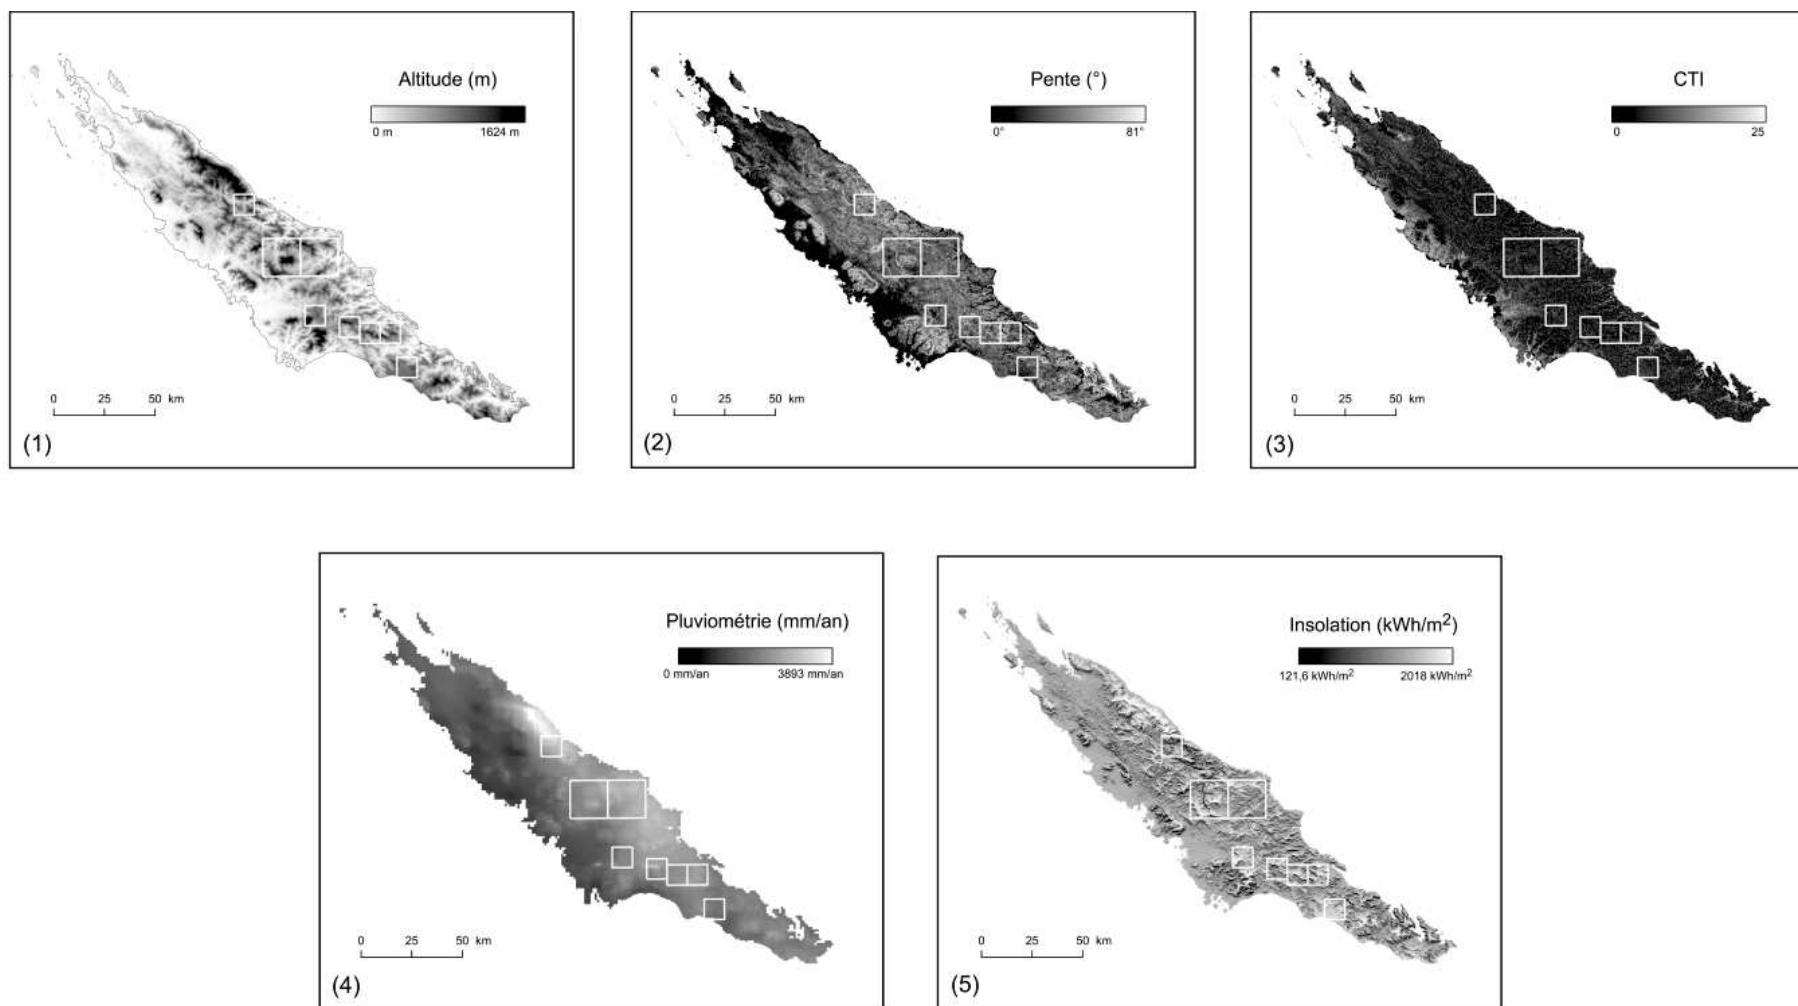 Altitude (m)
0 m 1624 m
0 25 50 km
(1)
Pente (°)
0° 81°
0 25 50 km
(2)
CTI
0 25
0 25 50 km
(3)
Pluviométrie (mm/an)
0 mm/an 3893 mm/an
0 25 50 km
(4)
Insolation (kWh/m²)
121,6 kWh/m² 2018 kWh/m²
0 25 50 km
(5)